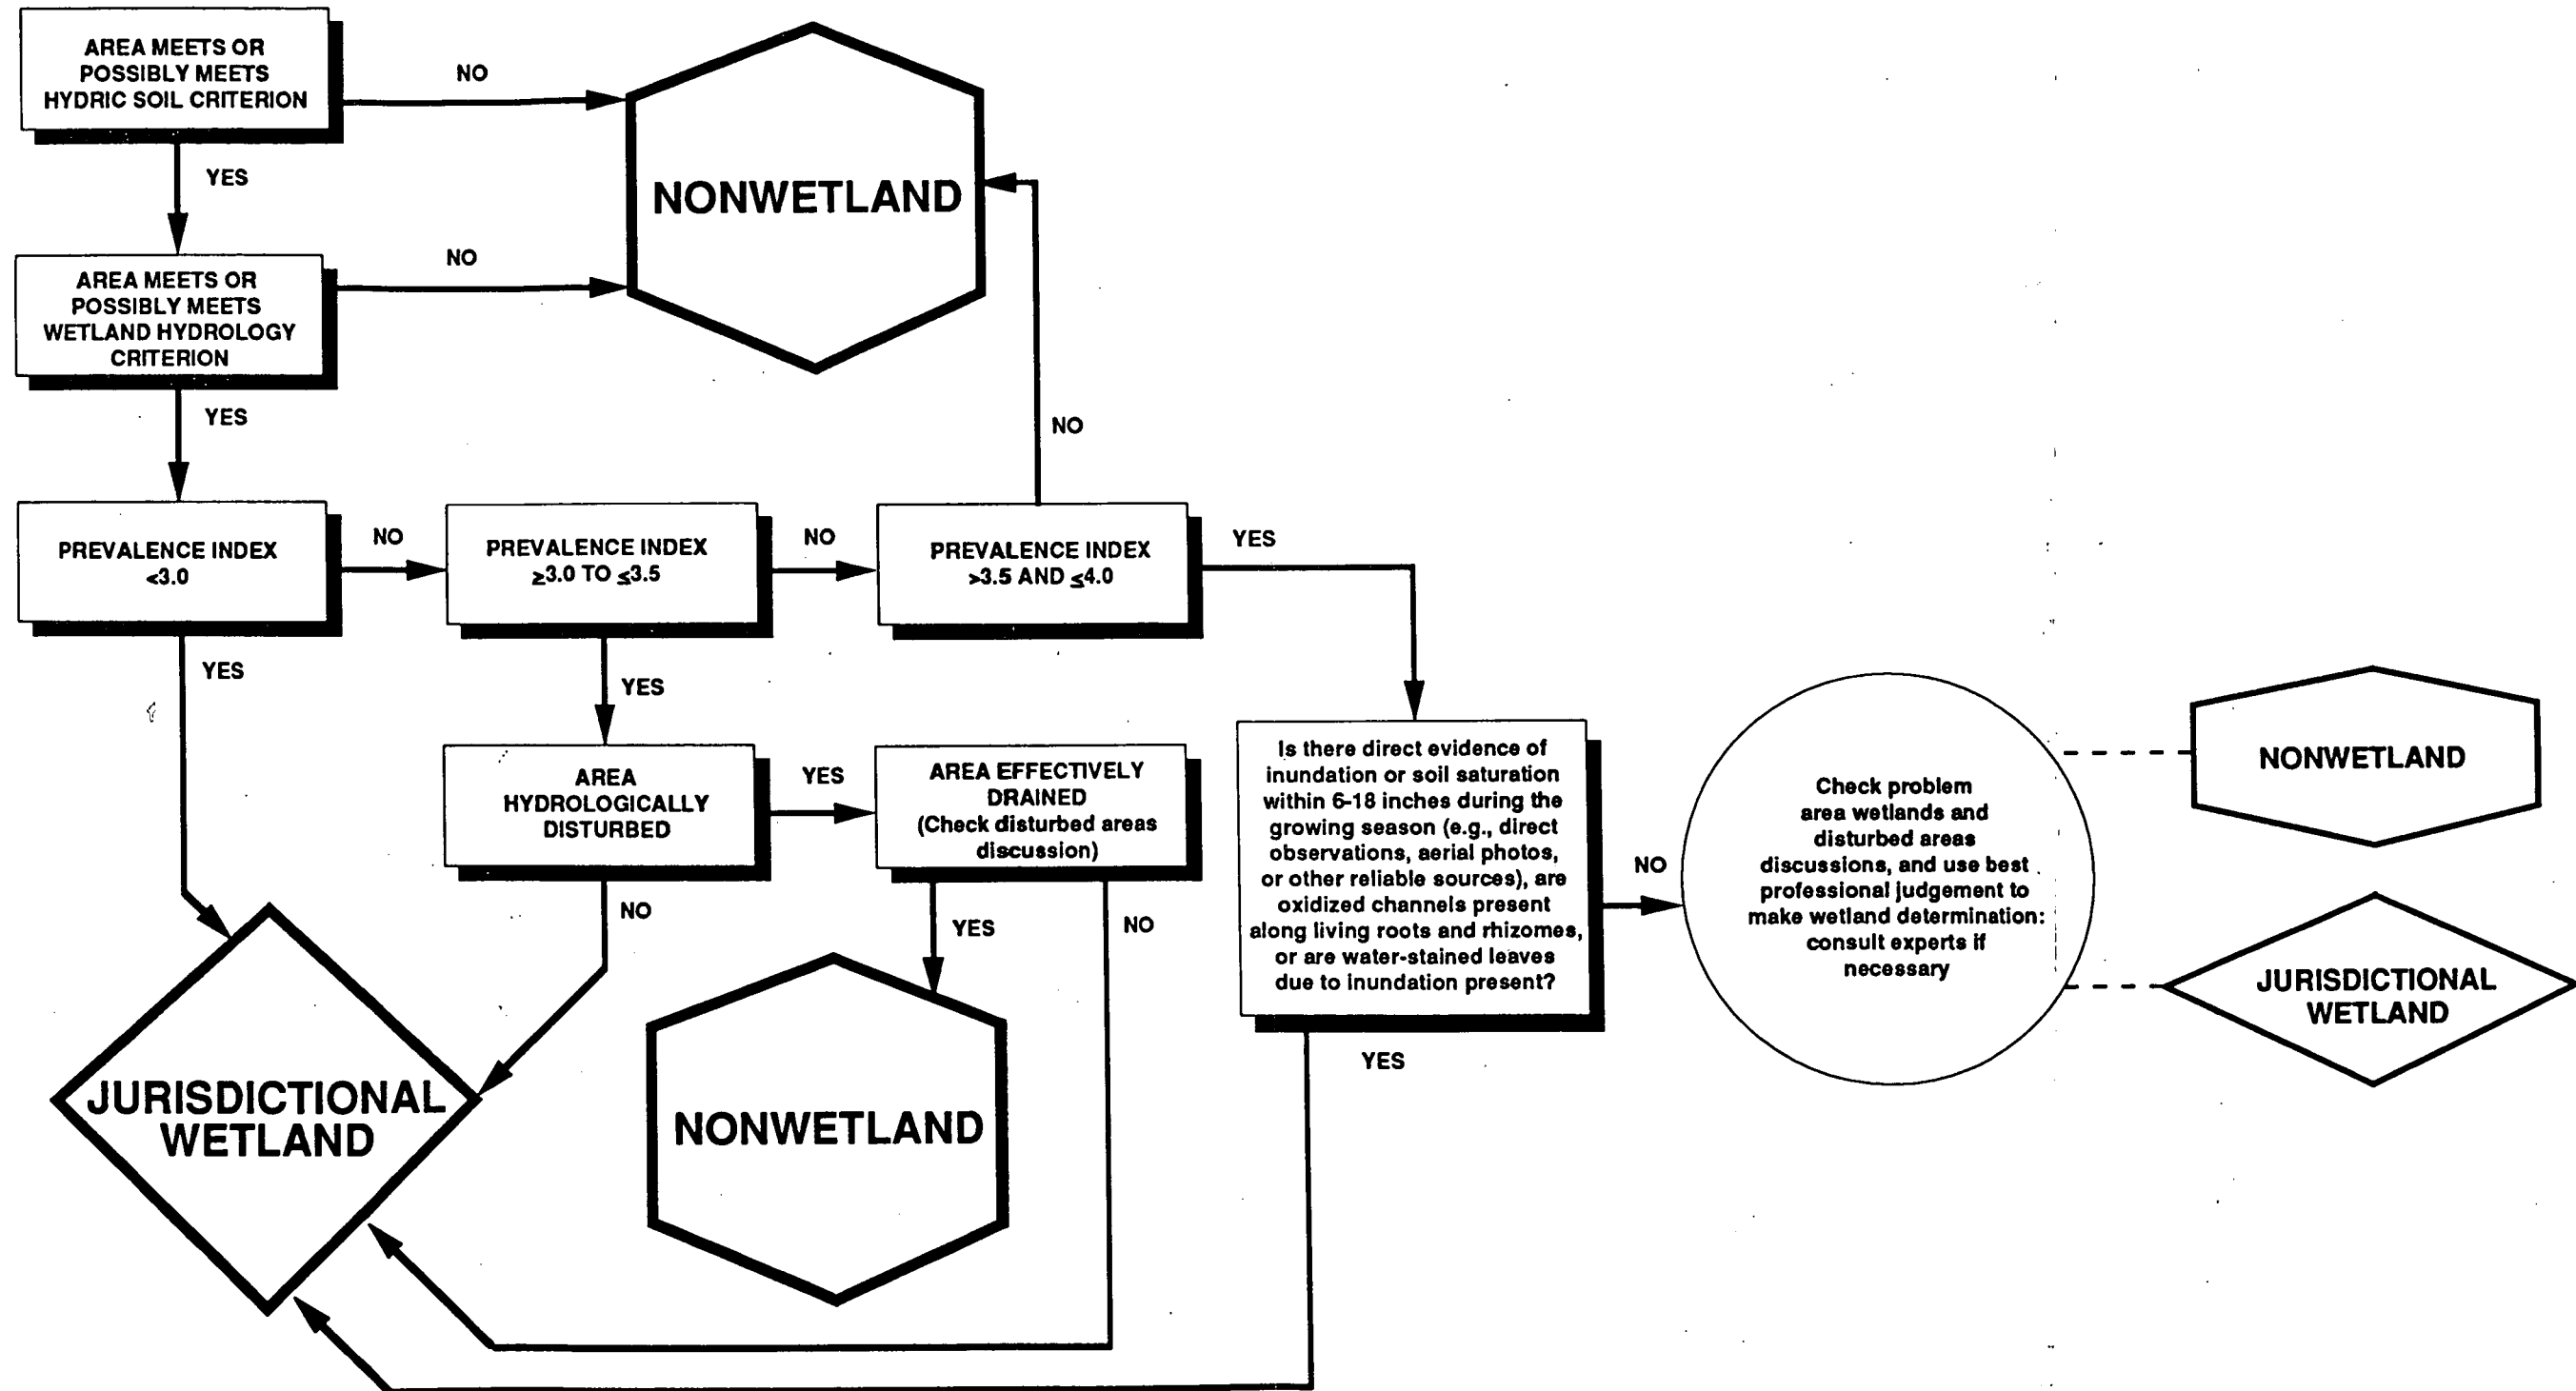 AREA MEETS OR
POSSIBLY MEETS
HYDRIC SOIL CRITERION
NO
YES
NONWETLAND
AREA MEETS OR
POSSIBLY MEETS
WETLAND HYDROLOGY
CRITERION
NO
YES
NO
PREVALENCE INDEX
<3.0
NO
PREVALENCE INDEX
≥3.0 TO ≤3.5
NO
PREVALENCE INDEX
>3.5 AND ≤4.0
YES
YES
YES
AREA
HYDROLOGICALLY
DISTURBED
YES
AREA EFFECTIVELY
DRAINED
(Check disturbed areas
discussion)
NO
YES
NO
Is there direct evidence of
inundation or soil saturation
within 6-18 inches during the
growing season (e.g., direct
observations, aerial photos,
or other reliable sources), are
oxidized channels present
along living roots and rhizomes,
or are water-stained leaves
due to inundation present?
NO
YES
Check problem
area wetlands and
disturbed areas
discussions, and use best
professional judgement to
make wetland determination:
consult experts if
necessary
NONWETLAND
JURISDICTIONAL
WETLAND
JURISDICTIONAL
WETLAND
NONWETLAND